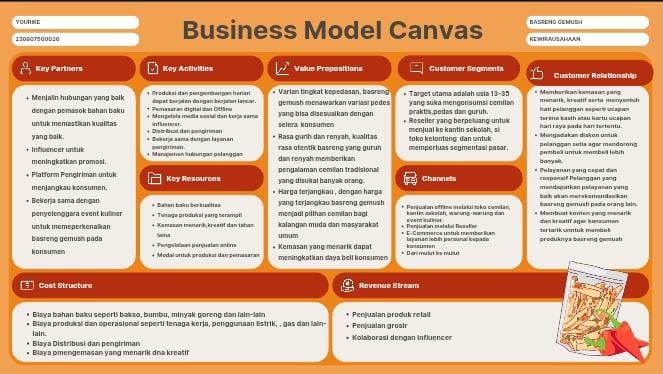 YOURIKE
230907500020
Business Model Canvas
BASRENG GEMUSH
KEWIRAUSAHAAN
Key Partners
• Menjalin hubungan yang baik
dengan pemasok bahan baku
untuk memastikan kualitas
yang baik.
• Influencer untuk
meningkatkan promosi.
• Platform Pengiriman untuk
menjangkau konsumen.
• Bekerja sama dengan
penyelenggara event kuliner
untuk memeperkenalkan
basreng gemush pada
konsumen
Key Activities
• Produksi dan pengembangan harian
dapat berjalan dengan berjalan lancar.
• Pemasaran digital dan Offline
• Mengelola media sosial dan kerja sama
influencer.
• Distribusi dan pengiriman
• Bekerja sama dengan layanan
pengiriman.
• Manajemen hubungan pelanggan
Key Resources
• Bahan baku berkualitas
• Tenaga produksi yang terampil
• Kemasan menarik,kreatif dan tahan
lama
• Pengelolaan penjualan online
• Modal untuk produksi dan pemasaran
Value Propositions
• Varian tingkat kepedasan, basreng
gemush menawarkan variasi pedes
yang bisa disesuaikan dengan
selera konsumen
• Rasa gurih dan renyah, kualitas
rasa otentik basreng yang guruh
dan renyah memberikan
pengalaman cemilan tradisional
yang disukai banyak orang.
• Harga terjangkau , dengan harga
yang terjangkau basreng gemush
menjadi pilihan cemilan bagi
kalangan muda dan masyarakat
umum
• Kemasan yang menarik dapat
meningkatkan daya beli konsumen
Customer Segments
• Target utama adalah usia 13-35
yang suka mengonsumsi cemilan
praktis,pedas dan guruh.
• Reseller yang berpeluang untuk
menjual ke kantin sekolah, si
toko kelontong dan untuk
memperluas segmentasi pasar.
Channels
• Penjualan offline melalui toko cemilan,
kantin sekolah, warung-warung dan
event kuliner.
• Penjualan melalui Reseller
• E-Commerce untuk memberikan
layanan lebih personal kepada
konsumen
• Dari mulut ke mulut
Customer Relationship
• Memberikan kemasan yang
menarik, kreatif serta menyentuh
hati pelanggan seperti ucapan
terima kasih atau kartu ucapan
hari raya pada hari tertentu.
• Mengadakan diskon untuk
pelanggan setia agar mendorong
pembeli untuk membeli lebih
banyak.
• Pelayanan yang cepat dan
responsif Pelanggan yang
mendapatkan pelayanan yang
baik akan merekomendasikan
basreng gemush pada orang lain.
• Membuat konten yang menarik
dan kreatif agar konsumen
tertarik unntuk membeli
produknya basreng gemush
Cost Structure
• Biaya bahan baku seperti bakso, bumbu, minyak goreng dan lain-lain
• Biaya produksi dan operasional seperti tenaga kerja, penggunaan listrik, , gas dan lain-
lain.
• Biaya Distribusi dan pengiriman
• Biaya pmengemasan yang menarik dna kreatif
Revenue Stream
• Penjualan produk retail
• Penjualan grosir
• Kolaborasi dengan influencer